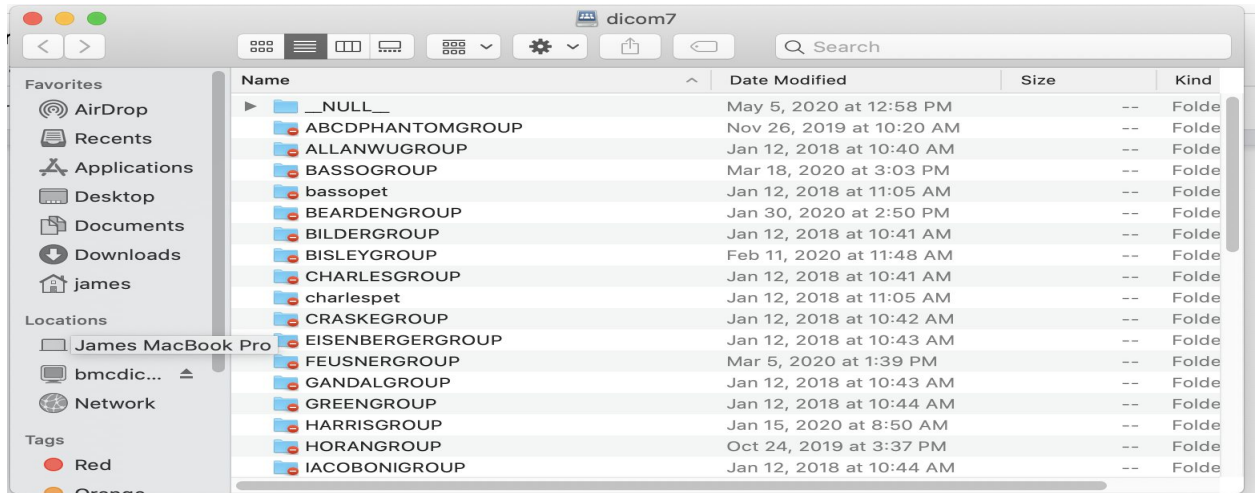 dicom7
Search
Favorites
AirDrop
Recents
Applications
Desktop
Documents
Downloads
james
Locations
James MacBook Pro
bmcdic...
Network
Tags
Red
Orange
Name Date Modified Size Kind
__NULL__ May 5, 2020 at 12:58 PM -- Folde
ABCDPHANTOMGROUP Nov 26, 2019 at 10:20 AM -- Folde
ALLANWUGROUP Jan 12, 2018 at 10:40 AM -- Folde
BASSOGROUP Mar 18, 2020 at 3:03 PM -- Folde
bassopet Jan 12, 2018 at 11:05 AM -- Folde
BEARDENGROUP Jan 30, 2020 at 2:50 PM -- Folde
BILDERGROUP Jan 12, 2018 at 10:41 AM -- Folde
BISLEYGROUP Feb 11, 2020 at 11:48 AM -- Folde
CHARLESGROUP Jan 12, 2018 at 10:41 AM -- Folde
charlespet Jan 12, 2018 at 11:05 AM -- Folde
CRASKEGROUP Jan 12, 2018 at 10:42 AM -- Folde
EISENBERGERGROUP Jan 12, 2018 at 10:43 AM -- Folde
FEUSNERGROUP Mar 5, 2020 at 1:39 PM -- Folde
GANDALGROUP Jan 12, 2018 at 10:43 AM -- Folde
GREENGROUP Jan 12, 2018 at 10:44 AM -- Folde
HARRISGROUP Jan 15, 2020 at 8:50 AM -- Folde
HORANGROUP Oct 24, 2019 at 3:37 PM -- Folde
IACOBONIGROUP Jan 12, 2018 at 10:44 AM -- Folde